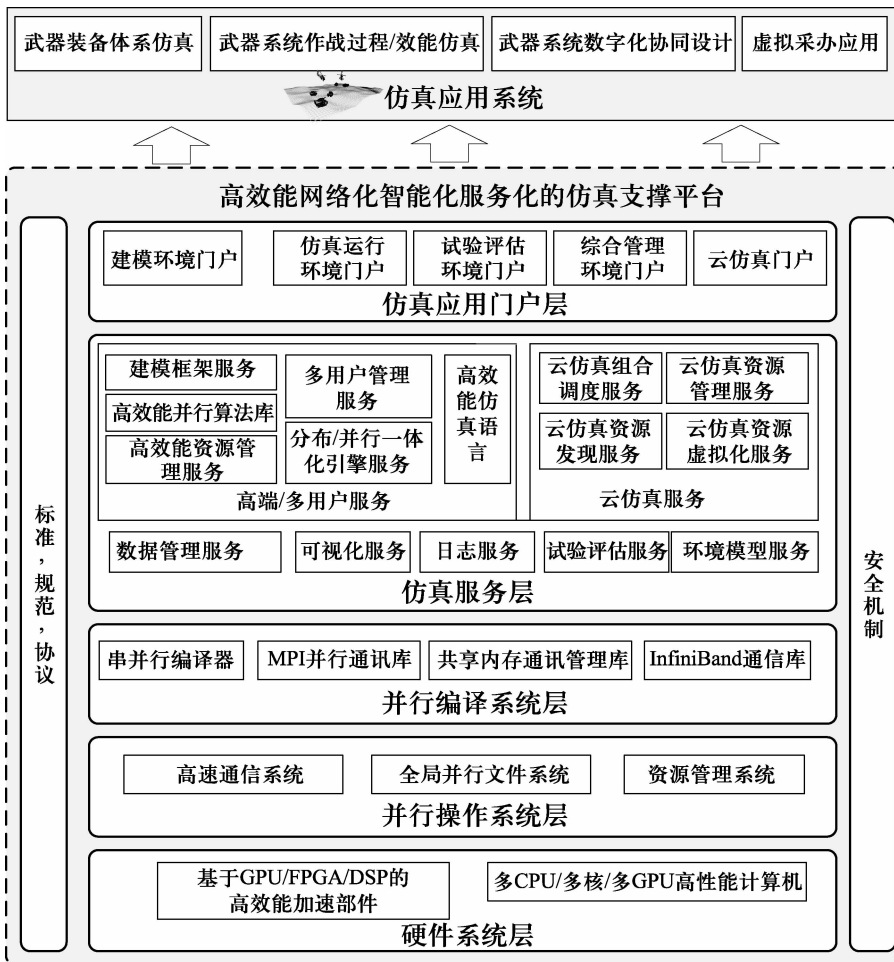 武器装备体系仿真
武器系统作战过程/效能仿真
武器系统数字化协同设计
虚拟采办应用
仿真应用系统
高效能网络化智能化服务化的仿真支撑平台
标准,规范,协议
建模环境门户
仿真运行
环境门户
试验评估
环境门户
综合管理
环境门户
云仿真门户
仿真应用门户层
建模框架服务
高效能并行算法库
高效能资源管
理服务
多用户管理
服务
分布/并行一体
化引擎服务
高效
能仿
真语
言
高端/多用户服务
云仿真组合
调度服务
云仿真资源
管理服务
云仿真资源
发现服务
云仿真资源
虚拟化服务
云仿真服务
数据管理服务
可视化服务
日志服务
试验评估服务
环境模型服务
仿真服务层
串并行编译器
MPI并行通讯库
共享内存通讯管理库
InfiniBand通信库
并行编译系统层
高速通信系统
全局并行文件系统
资源管理系统
并行操作系统层
基于GPU/FPGA/DSP的
高效能加速部件
多CPU/多核/多GPU高性能计算机
硬件系统层
安全机制